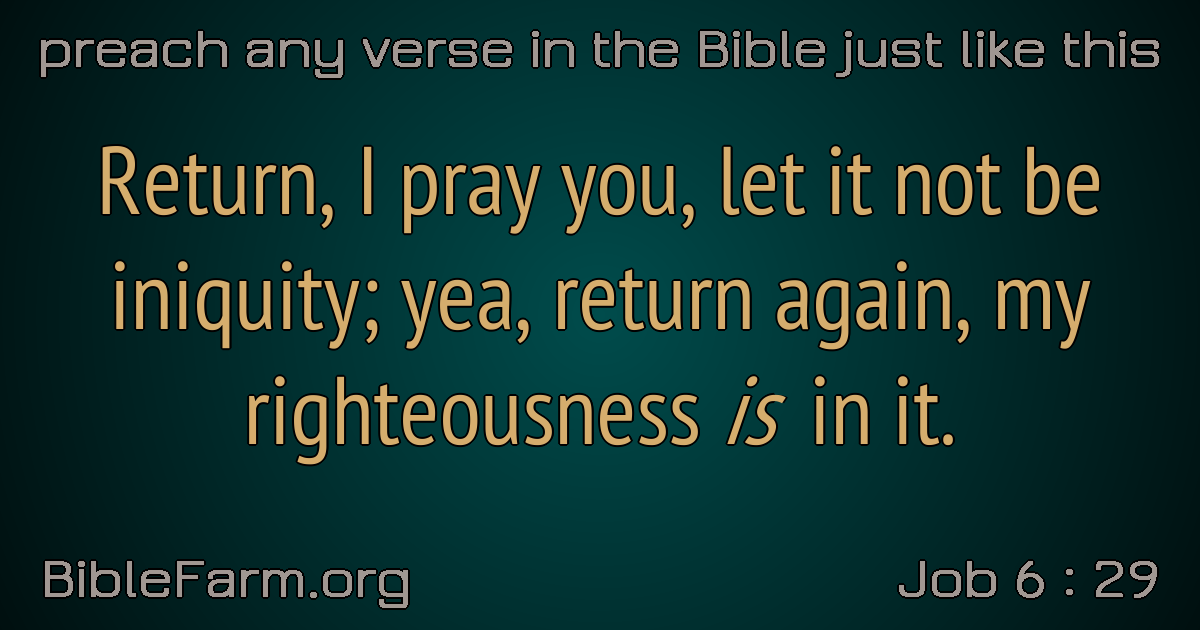 preach any verse in the Bible just like this
Return, I pray you, let it not be
iniquity; yea, return again, my
righteousness is in it.
BibleFarm.org
Job 6 : 29